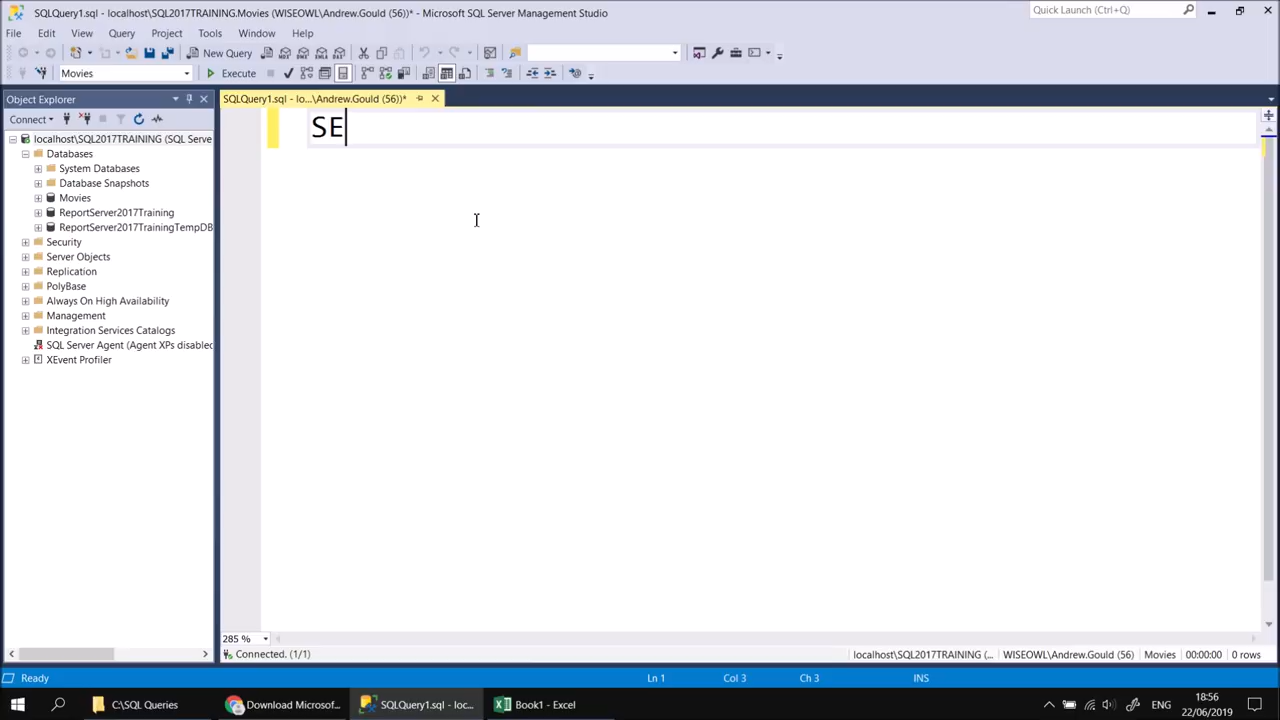 SQLQuery1.sql - localhost\SQL2017TRAINING.Movies (WISEOWL\Andrew.Gould (56))* - Microsoft SQL Server Management Studio
Quick Launch (Ctrl+Q)
File Edit View Query Project Tools Window Help
New Query
Movies
Execute
Object Explorer
SQLQuery1.sql - lo...\Andrew.Gould (56))*
Connect
SE
localhost\SQL2017TRAINING (SQL Serve
Databases
System Databases
Database Snapshots
Movies
ReportServer2017Training
ReportServer2017TrainingTempDB
Security
Server Objects
Replication
PolyBase
Always On High Availability
Management
Integration Services Catalogs
SQL Server Agent (Agent XPs disabled
XEvent Profiler
285 %
Connected. (1/1)
localhost\SQL2017TRAINING (... WISEOWL\Andrew.Gould (56) Movies 00:00:00 0 rows
Ready Ln 1 Col 3 Ch 3 INS
C:\SQL Queries Download Microsof... SQLQuery1.sql - loc... Book1 - Excel ENG
18:56
22/06/2019